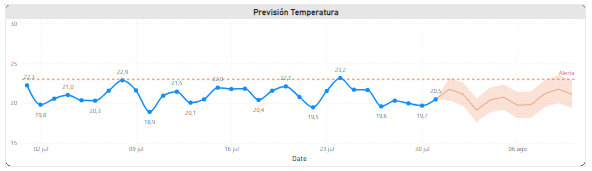 Previsión Temperatura
30
25
20
15
22,3
19,8
21,0
20,3
22,9
18,9
21,5
20,1
22,0
20,4
22,1
19,5
23,2
19,6
19,7
20,5
Alerta
02 jul
09 jul
16 jul
23 jul
30 jul
06 ago
Date